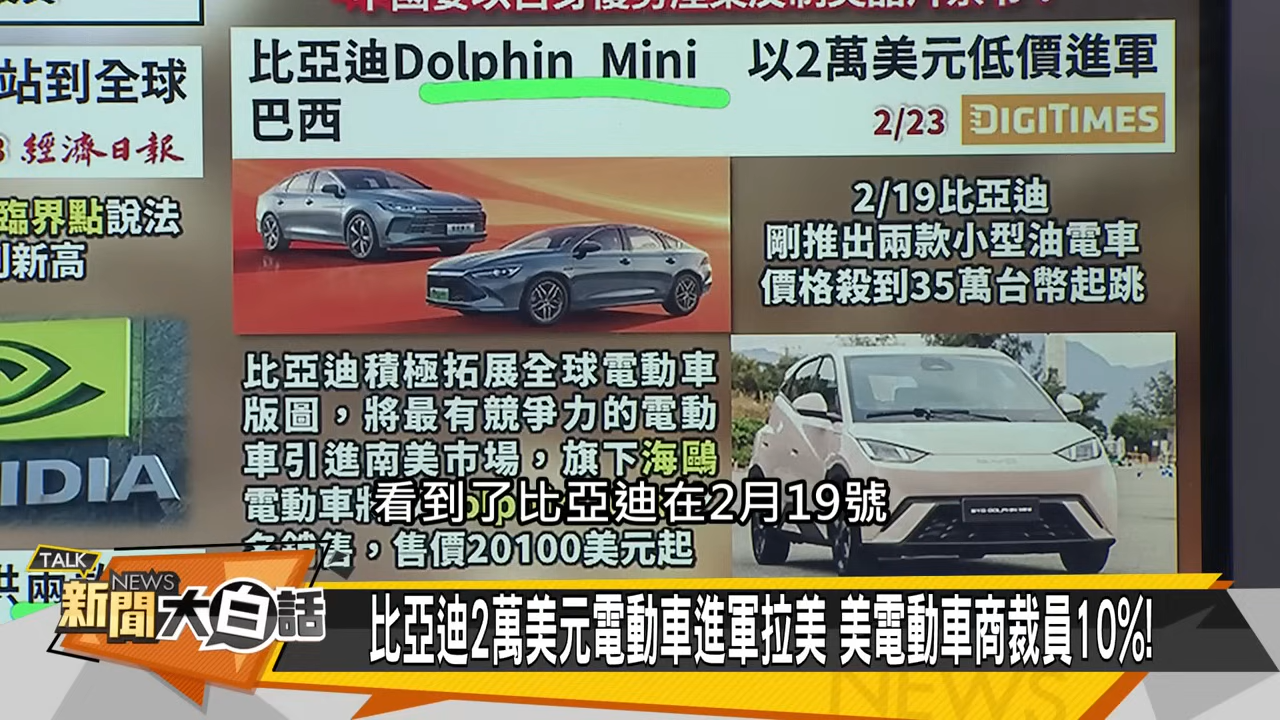 比亞迪Dolphin Mini 以2萬美元低價進軍
巴西
2/23 DIGITIMES
站到全球
經濟日報
臨界點說法
新高
2/19比亞迪
剛推出兩款小型油電車
價格殺到35萬台幣起跳
比亞迪積極拓展全球電動車
版圖，將最有競爭力的電動
車引進南美市場，旗下海鷗
電動車將
，售價20100美元起
BYD DOLPHIN MINI
IDIA
看到了比亞迪在2月19號
TALK NEWS
新聞大白話
比亞迪2萬美元電動車進軍拉美 美電動車商裁員10%!
NEWS